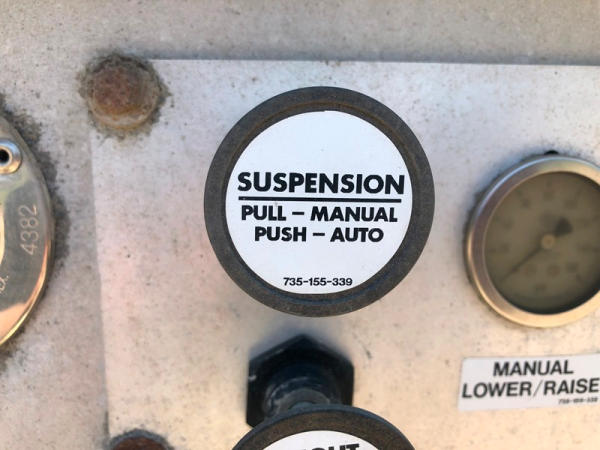 SUSPENSION
PULL - MANUAL
PUSH - AUTO
735-155-339
4382
MANUAL
LOWER/RAISE